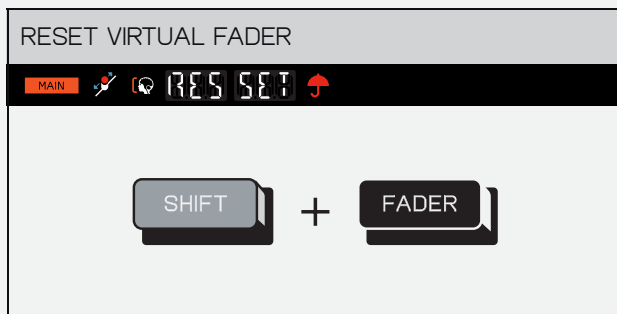 RESET VIRTUAL FADER
MAIN RES SET
SHIFT + FADER